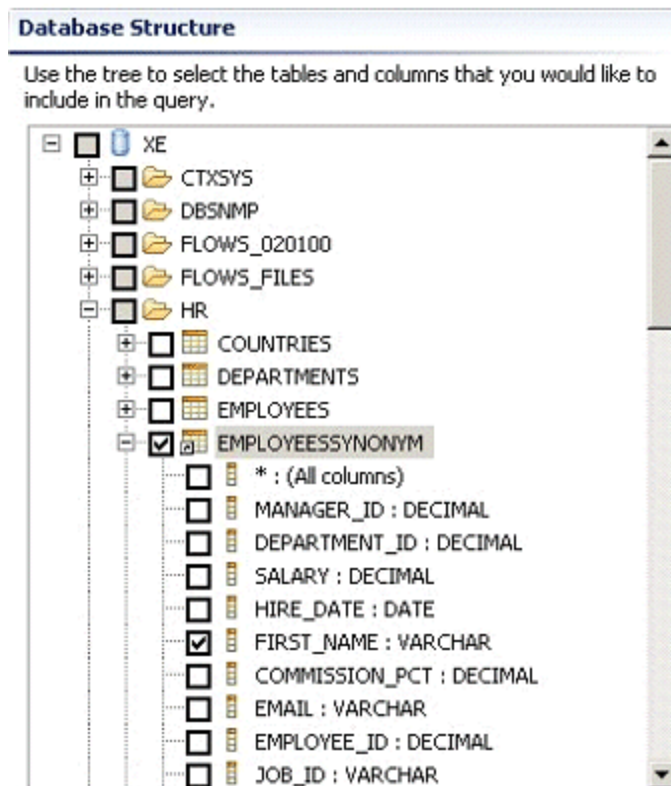 Database Structure
Use the tree to select the tables and columns that you would like to
include in the query.
XE
CTXSYS
DBSNMP
FLOWS_020100
FLOWS_FILES
HR
COUNTRIES
DEPARTMENTS
EMPLOYEES
EMPLOYEESSYNONYM
* : (All columns)
MANAGER_ID : DECIMAL
DEPARTMENT_ID : DECIMAL
SALARY : DECIMAL
HIRE_DATE : DATE
FIRST_NAME : VARCHAR
COMMISSION_PCT : DECIMAL
EMAIL : VARCHAR
EMPLOYEE_ID : DECIMAL
JOB_ID : VARCHAR